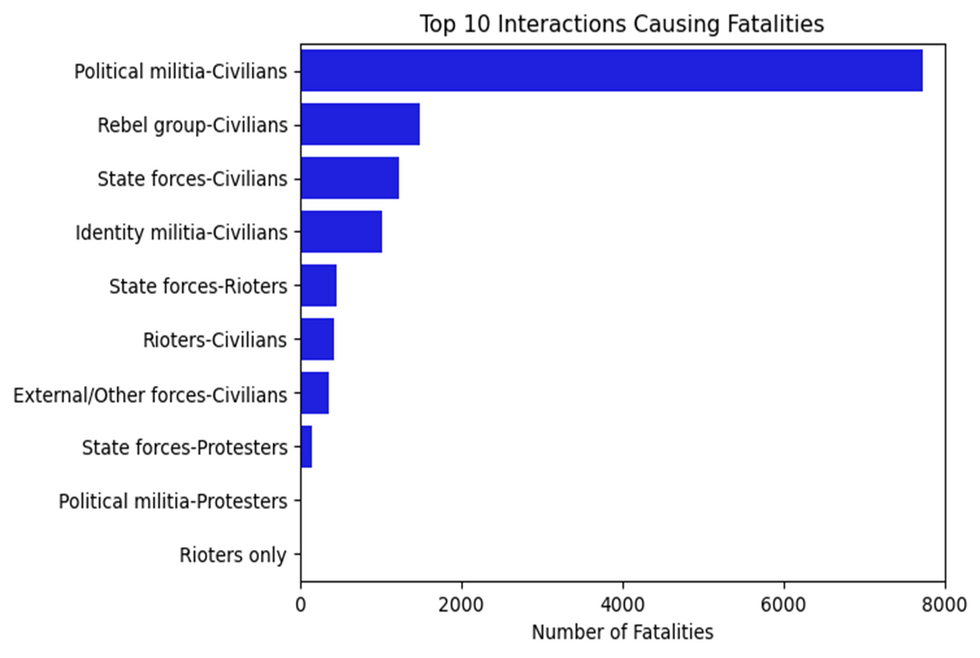 Top 10 Interactions Causing Fatalities
Political militia-Civilians
Rebel group-Civilians
State forces-Civilians
Identity militia-Civilians
State forces-Rioters
Rioters-Civilians
External/Other forces-Civilians
State forces-Protesters
Political militia-Protesters
Rioters only
0 2000 4000 6000 8000
Number of Fatalities